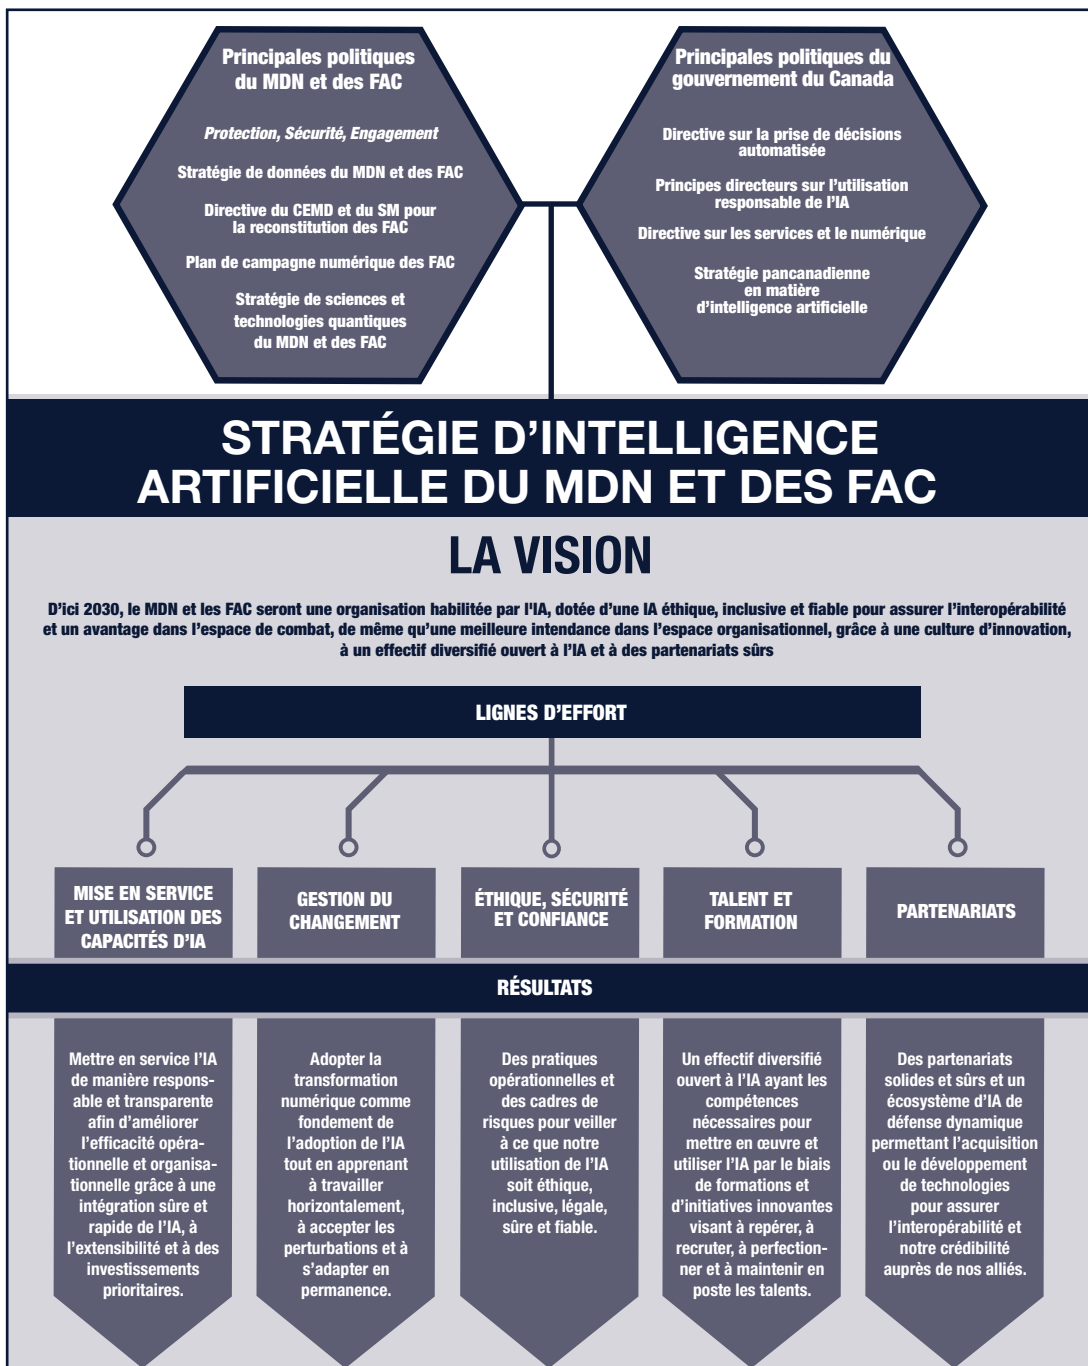 Principales politiques
du MDN et des FAC
Protection, Sécurité, Engagement
Stratégie de données du MDN et des FAC
Directive du CEMD et du SM pour
la reconstitution des FAC
Plan de campagne numérique des FAC
Stratégie de sciences et
technologies quantiques
du MDN et des FAC
Principales politiques du
gouvernement du Canada
Directive sur la prise de décisions
automatisée
Principes directeurs sur l’utilisation
responsable de l’IA
Directive sur les services et le numérique
Stratégie pancanadienne
en matière
d’intelligence artificielle
STRATÉGIE D’INTELLIGENCE
ARTIFICIELLE DU MDN ET DES FAC
LA VISION
D’ici 2030, le MDN et les FAC seront une organisation habilitée par l'IA, dotée d’une IA éthique, inclusive et fiable pour assurer l’interopérabilité
et un avantage dans l’espace de combat, de même qu’une meilleure intendance dans l’espace organisationnel, grâce à une culture d’innovation,
à un effectif diversifié ouvert à l’IA et à des partenariats sûrs
LIGNES D’EFFORT
MISE EN SERVICE
ET UTILISATION DES
CAPACITÉS D’IA
GESTION DU
CHANGEMENT
ÉTHIQUE, SÉCURITÉ
ET CONFIANCE
TALENT ET
FORMATION
PARTENARIATS
RÉSULTATS
Mettre en service l’IA
de manière respons-
able et transparente
afin d’améliorer
l’efficacité opéra-
tionnelle et organisa-
tionnelle grâce à une
intégration sûre et
rapide de l’IA, à
l’extensibilité et à des
investissements
prioritaires.
Adopter la
transformation
numérique comme
fondement de
l’adoption de l’IA
tout en apprenant
à travailler
horizontalement,
à accepter les
perturbations et à
s’adapter en
permanence.
Des pratiques
opérationnelles et
des cadres de
risques pour veiller
à ce que notre
utilisation de l’IA
soit éthique,
inclusive, légale,
sûre et fiable.
Un effectif diversifié
ouvert à l’IA ayant les
compétences
nécessaires pour
mettre en œuvre et
utiliser l’IA par le biais
de formations et
d’initiatives innovantes
visant à repérer, à
recruter, à perfection-
ner et à maintenir en
poste les talents.
Des partenariats
solides et sûrs et un
écosystème d’IA de
défense dynamique
permettant l’acquisition
ou le développement
de technologies
pour assurer
l’interopérabilité et
notre crédibilité
auprès de nos alliés.